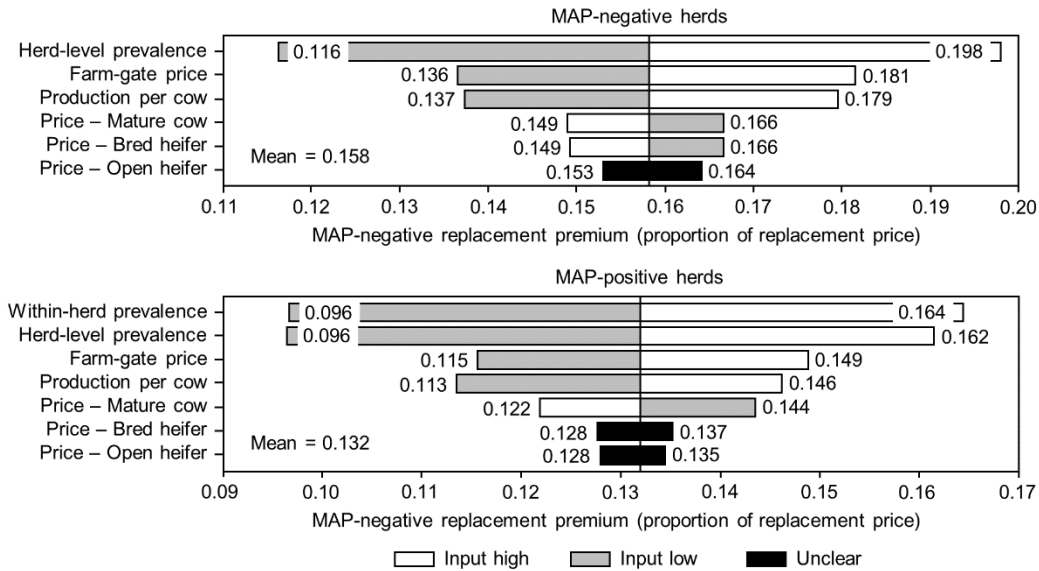 MAP-negative herds
Herd-level prevalence 0.116 0.198
Farm-gate price 0.136 0.181
Production per cow 0.137 0.179
Price – Mature cow 0.149 0.166
Price – Bred heifer 0.149 0.166
Price – Open heifer 0.153 0.164
Mean = 0.158
0.11 0.12 0.13 0.14 0.15 0.16 0.17 0.18 0.19 0.20
MAP-negative replacement premium (proportion of replacement price)
MAP-positive herds
Within-herd prevalence 0.096 0.164
Herd-level prevalence 0.096 0.162
Farm-gate price 0.115 0.149
Production per cow 0.113 0.146
Price – Mature cow 0.122 0.144
Price – Bred heifer 0.128 0.137
Price – Open heifer 0.128 0.135
Mean = 0.132
0.09 0.10 0.11 0.12 0.13 0.14 0.15 0.16 0.17
MAP-negative replacement premium (proportion of replacement price)
Input high Input low Unclear